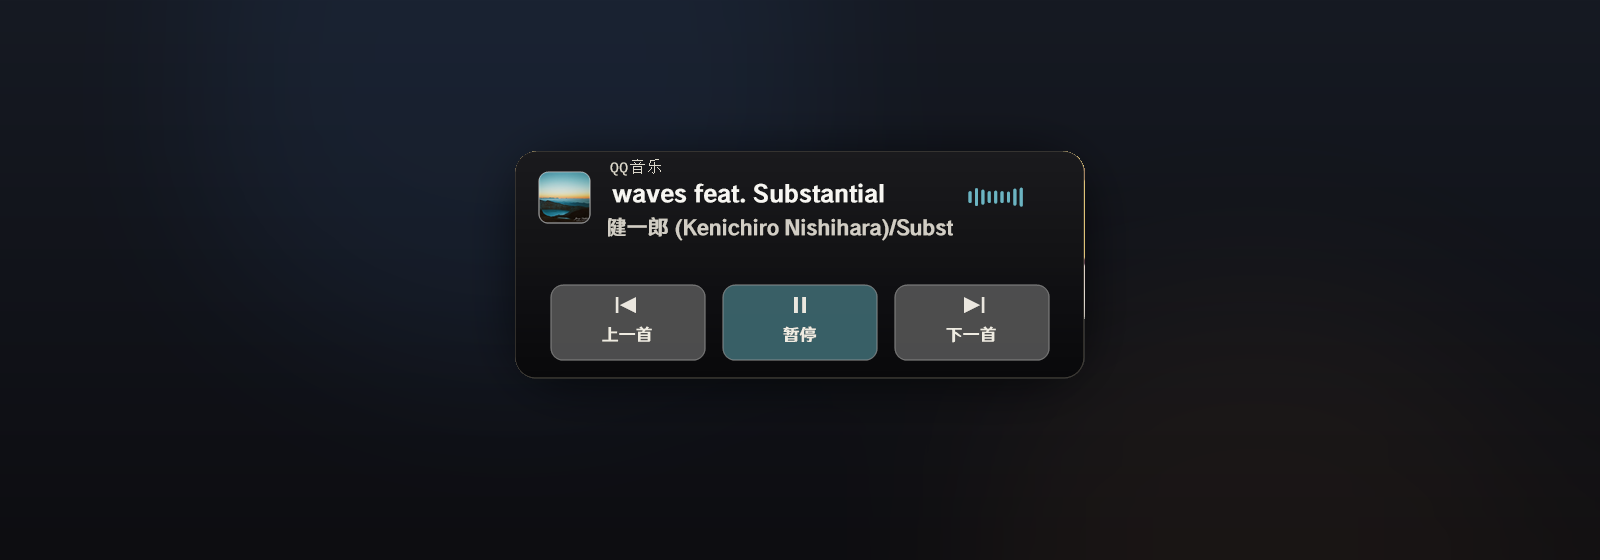 QQ音乐
waves feat. Substantial
健一郎 (Kenichiro Nishihara)/Subst
上一首
暂停
下一首